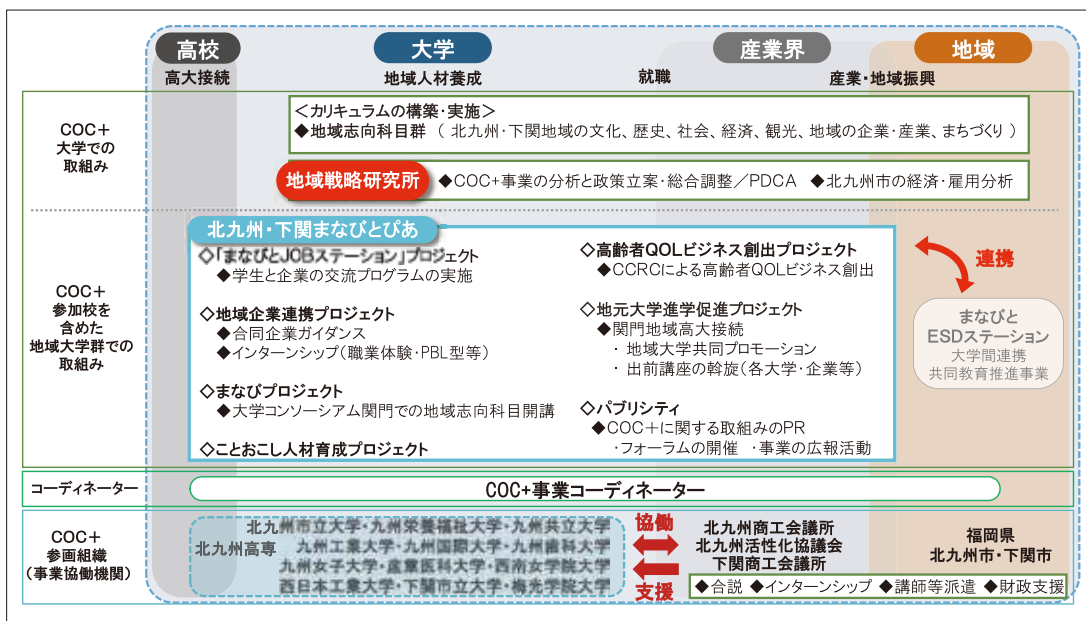 高校
大学
産業界
地域
高大接続
地域人材養成
就職
産業・地域振興
COC+
大学での
取組み
＜カリキュラムの構築・実施＞
◆地域志向科目群 （ 北九州・下関地域の文化、歴史、社会、経済、観光、地域の企業・産業、まちづくり ）
地域戦略研究所
◆COC+事業の分析と政策立案・総合調整／PDCA ◆北九州市の経済・雇用分析
COC+
参加校を
含めた
地域大学群での
取組み
北九州・下関まなびとぴあ
◇「まなびとJOBステーション」プロジェクト
◆学生と企業の交流プログラムの実施
◇地域企業連携プロジェクト
◆合同企業ガイダンス
◆インターンシップ（職業体験・PBL型等）
◇まなびプロジェクト
◆大学コンソーシアム関門での地域志向科目開講
◇ことおこし人材育成プロジェクト
◇高齢者QOLビジネス創出プロジェクト
◆CCRCによる高齢者QOLビジネス創出
◇地元大学進学促進プロジェクト
◆関門地域高大接続
・ 地域大学共同プロモーション
・ 出前講座の斡旋（各大学・企業等）
◇パブリシティ
◆COC＋に関する取組みのPR
・フォーラムの開催 ・事業の広報活動
連携
まなびと
ESDステーション
大学間連携
共同教育推進事業
コーディネーター
COC+事業コーディネーター
COC＋
参画組織
（事業協働機関）
北九州市立大学・九州栄養福祉大学・九州共立大学
北九州高専
九州工業大学・九州国際大学・九州歯科大学
九州女子大学・産業医科大学・西南女学院大学
西日本工業大学・下関市立大学・梅光学院大学
協働
支援
北九州商工会議所
北九州活性化協議会
下関商工会議所
福岡県
北九州市・下関市
◆合説 ◆インターンシップ ◆講師等派遣 ◆財政支援